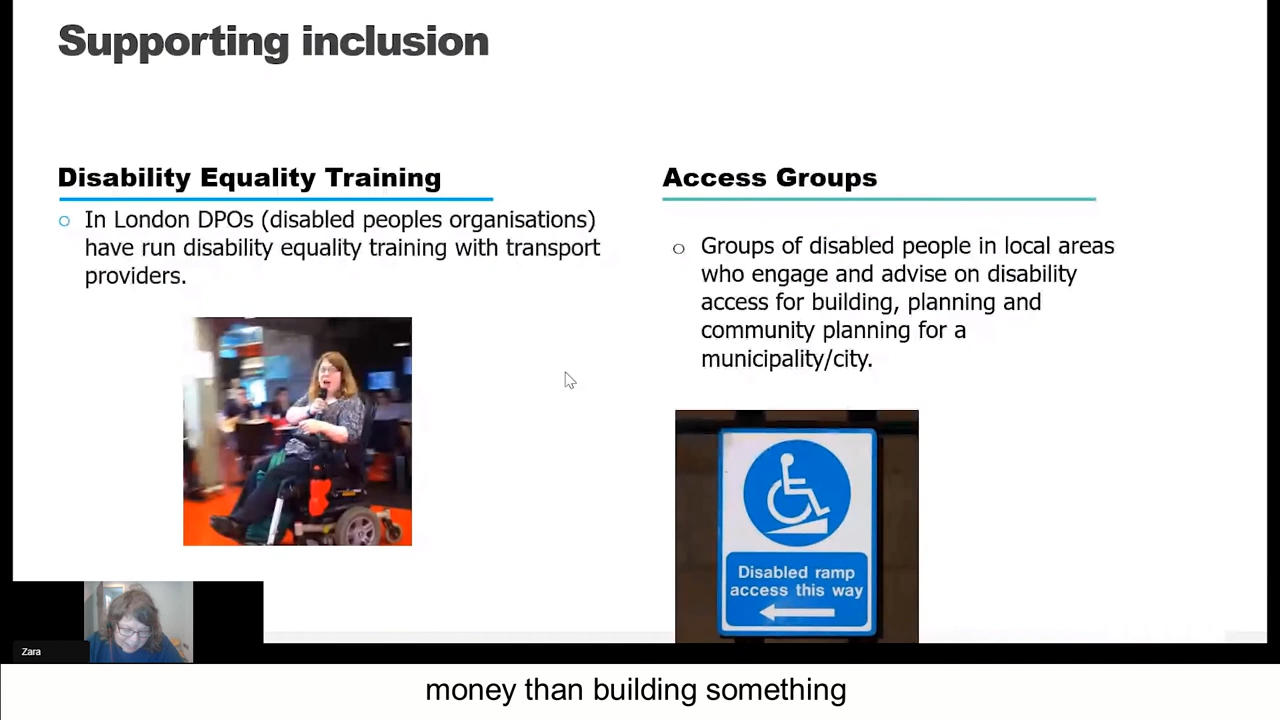 Supporting inclusion
Disability Equality Training
In London DPOs (disabled peoples organisations)
have run disability equality training with transport
providers.
Access Groups
Groups of disabled people in local areas
who engage and advise on disability
access for building, planning and
community planning for a
municipality/city.
Disabled ramp
access this way
Zara
money than building something